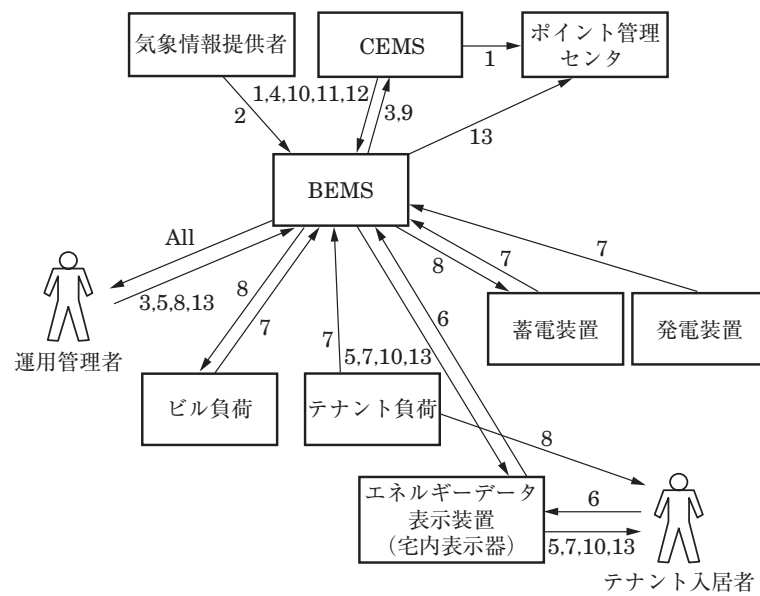 気象情報提供者
CEMS
ポイント管理
センタ
1
1,4,10,11,12
2
3,9
13
BEMS
All
7
7
8
8
6
3,5,8,13
7
蓄電装置
発電装置
運用管理者
7
5,7,10,13
ビル負荷
テナント負荷
8
エネルギーデータ
表示装置
（宅内表示器）
6
5,7,10,13
テナント入居者